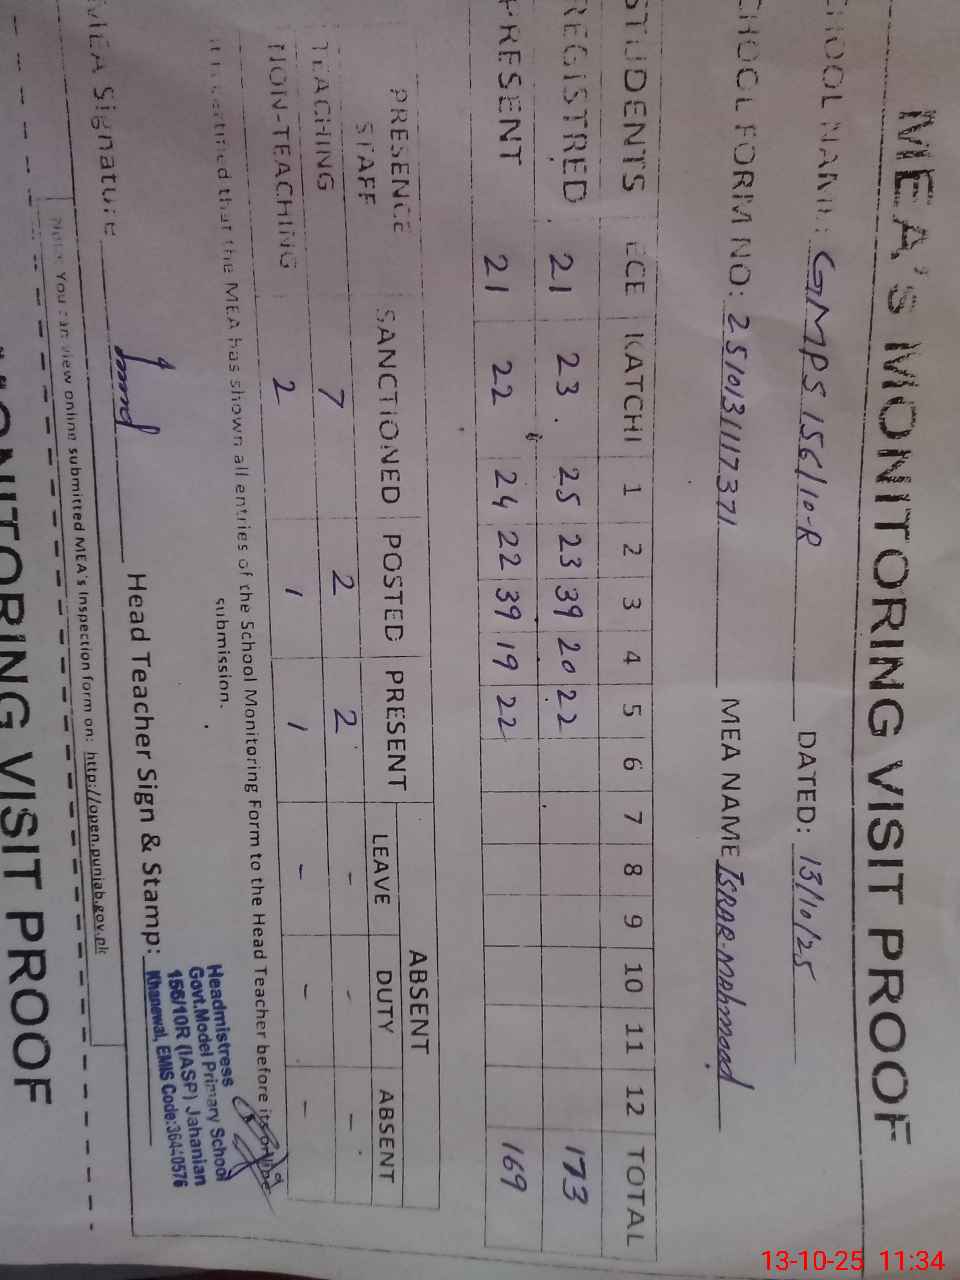 MEA'S MONITORING VISIT PROOF
CHOOL NAME: GMPS 156/10-R DATED: 13/10/25
CHOOL FORM NO: 2510131117371 MEA NAME ISRAR-Mahmood
STUDENTS ECE KATCHI 1 2 3 4 5 6 7 8 9 10 11 12 TOTAL
REGISTRED 21 23. 25 23 39 20 22 173
PRESENT 21 22 24 22 39 19 22 169
PRESENCE STAFF SANCTIONED POSTED PRESENT ABSENT
LEAVE DUTY ABSENT
TEACHING 7 2 2 - - -
NON-TEACHING 2 1 1 - - -
It is certified that the MEA has shown all entries of the School Monitoring Form to the Head Teacher before its online
submission.
MEA Signature Head Teacher Sign & Stamp:
Headmistress
Govt.Model Primary School
156/10R (IASP) Jahanian
Khanewal, EMIS Code:36440576
Note: You can view online submitted MEA's Inspection form on: http://open.punjab.gov.pk
MONITORING VISIT PROOF
13-10-25 11:34